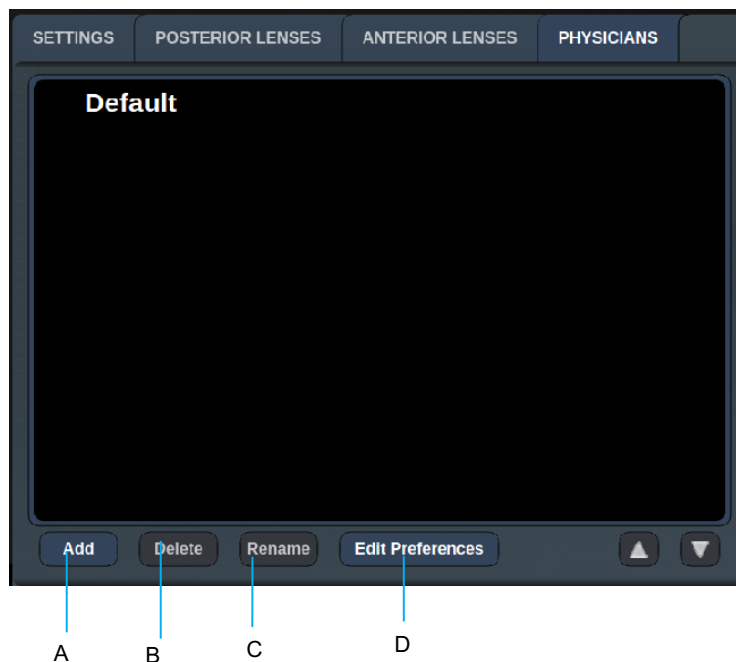 SETTINGS POSTERIOR LENSES ANTERIOR LENSES PHYSICIANS
Default
Add Delete Rename Edit Preferences
A B C D